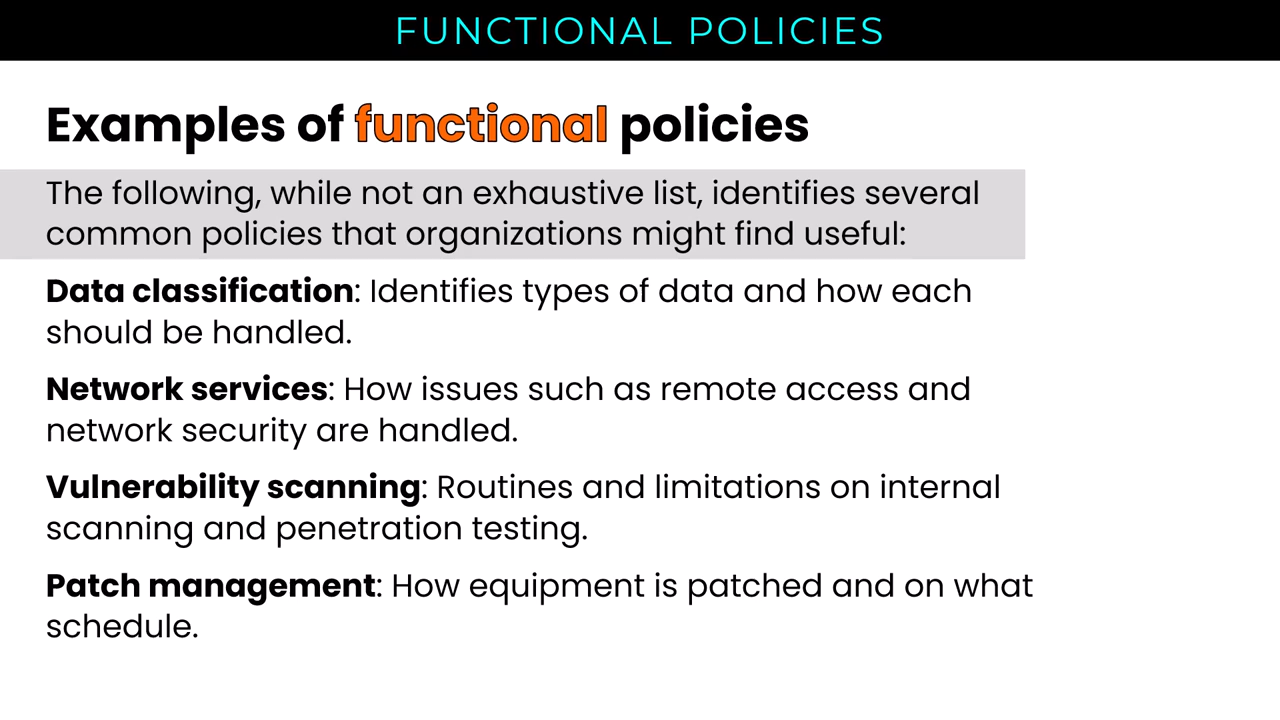 FUNCTIONAL POLICIES
Examples of functional policies
The following, while not an exhaustive list, identifies several
common policies that organizations might find useful:
Data classification: Identifies types of data and how each
should be handled.
Network services: How issues such as remote access and
network security are handled.
Vulnerability scanning: Routines and limitations on internal
scanning and penetration testing.
Patch management: How equipment is patched and on what
schedule.